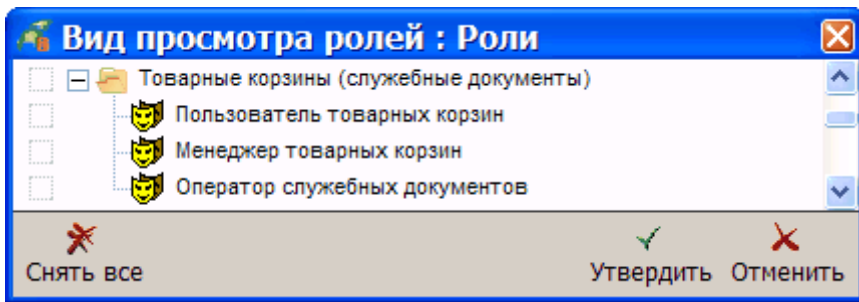 Вид просмотра ролей : Роли
Товарные корзины (служебные документы)
Пользователь товарных корзин
Менеджер товарных корзин
Оператор служебных документов
Снять все
Утвердить
Отменить